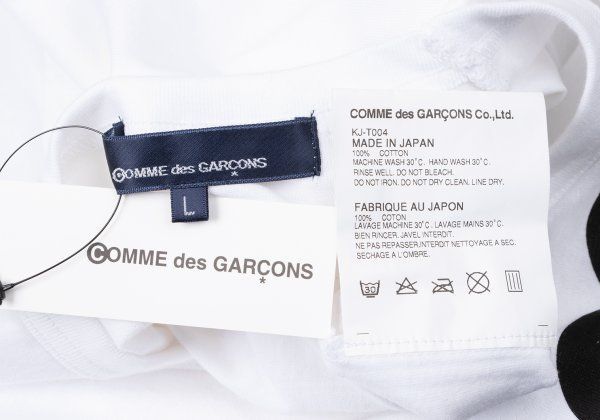 COMME des GARÇONS
*
L
COMME des GARÇONS
*
COMME des GARÇONS Co.,Ltd.
KJ-T004
MADE IN JAPAN
100% COTTON
MACHINE WASH 30°C. HAND WASH 30°C.
RINSE WELL. DO NOT BLEACH.
DO NOT IRON. DO NOT DRY CLEAN. LINE DRY.
FABRIQUE AU JAPON
100% COTON
LAVAGE MACHINE 30°C. LAVAGE MAINS 30°C.
BIEN RINCER. JAVEL INTERDIT.
NE PAS REPASSER.INTERDIT NETTOYAGE A SEC.
SECHAGE A L'OMBRE.
30